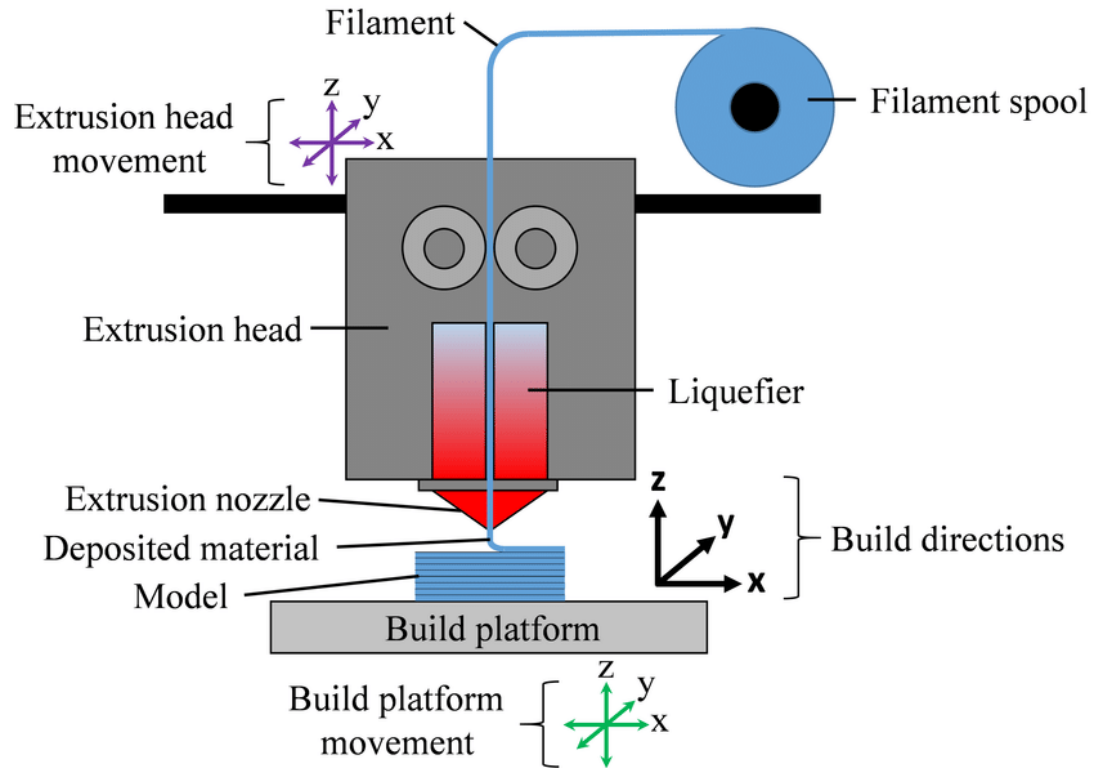 Filament
Filament spool
z
y
x
Extrusion head
movement
Extrusion head
Liquefier
Extrusion nozzle
Deposited material
Model
z
y
x
Build directions
Build platform
Build platform
movement
z
y
x